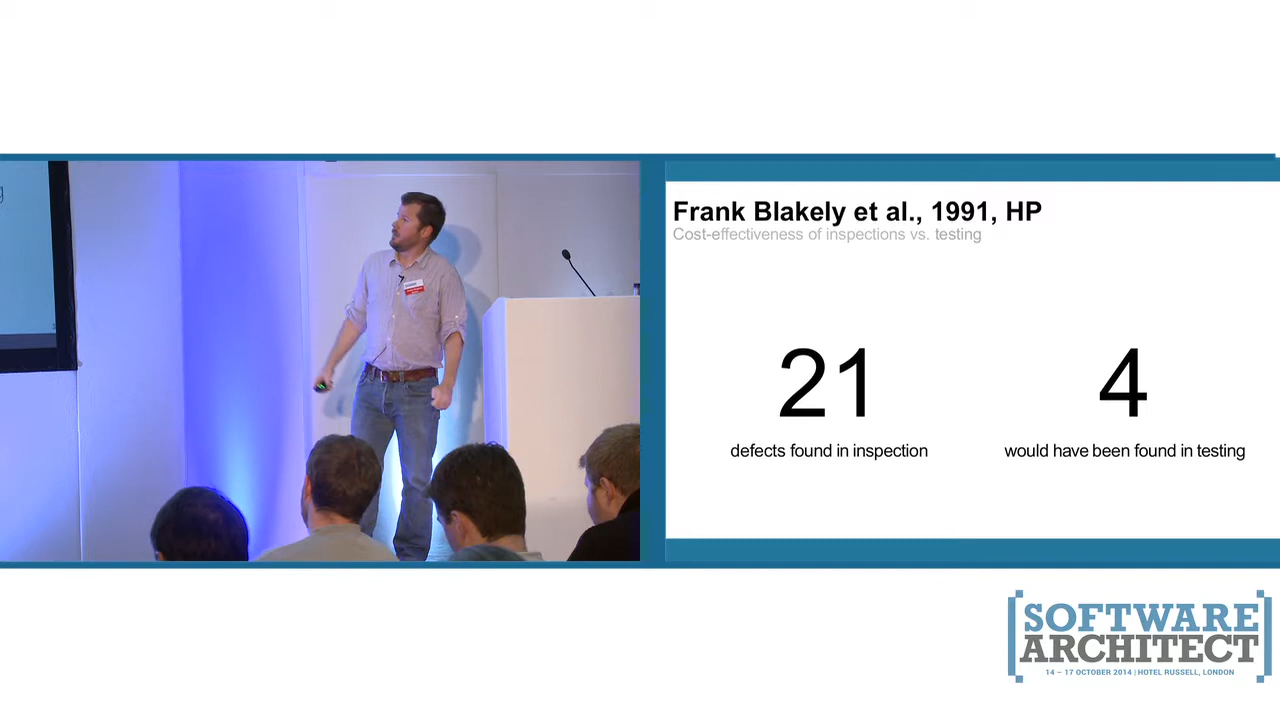 Frank Blakely et al., 1991, HP
Cost-effectiveness of inspections vs. testing
21
4
defects found in inspection
would have been found in testing
[SOFTWARE
ARCHITECT]
14 – 17 OCTOBER 2014 | HOTEL RUSSELL, LONDON